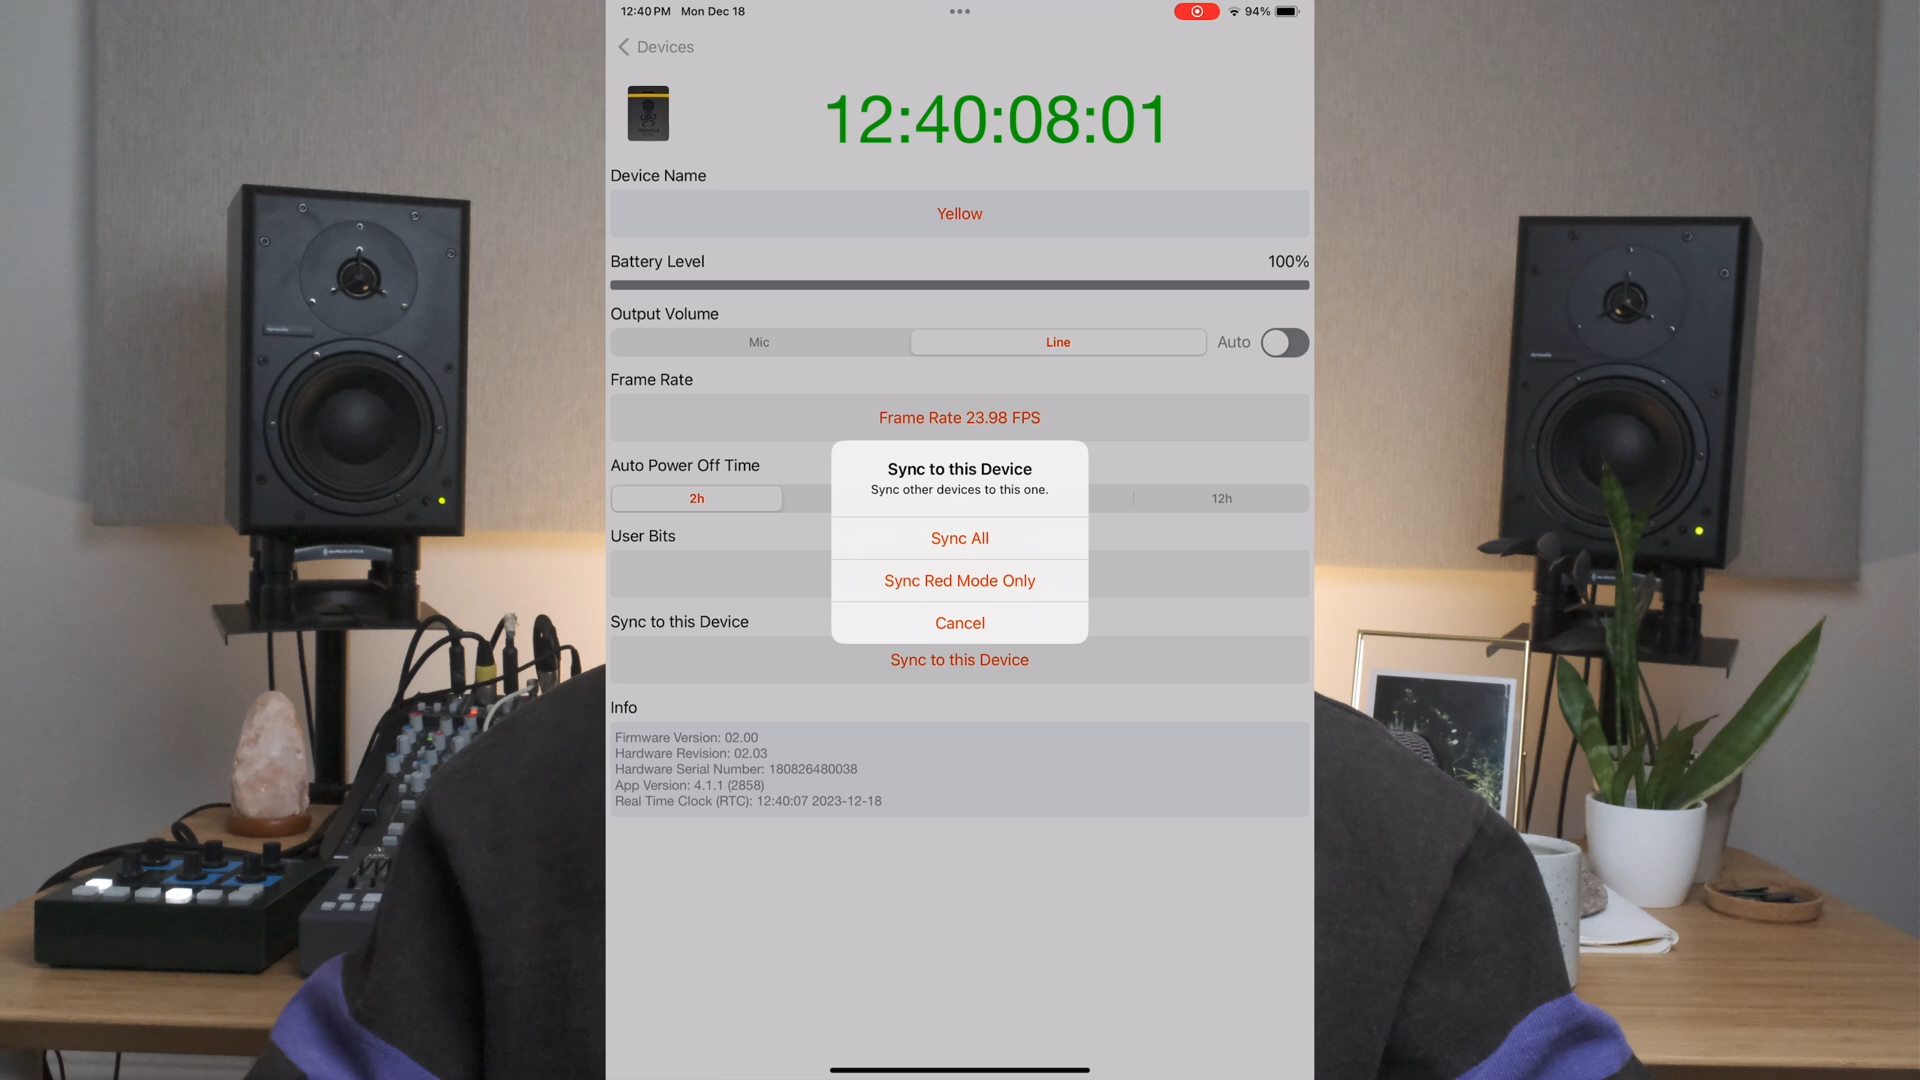 12:40 PM Mon Dec 18
94%
Devices
12:40:08:01
Device Name
Yellow
Battery Level
100%
Output Volume
Mic
Line
Auto
Frame Rate
Frame Rate 23.98 FPS
Auto Power Off Time
2h
12h
Sync to this Device
Sync other devices to this one.
Sync All
Sync Red Mode Only
Cancel
User Bits
Sync to this Device
Sync to this Device
Info
Firmware Version: 02.00
Hardware Revision: 02.03
Hardware Serial Number: 180826480038
App Version: 4.1.1 (2858)
Real Time Clock (RTC): 12:40:07 2023-12-18